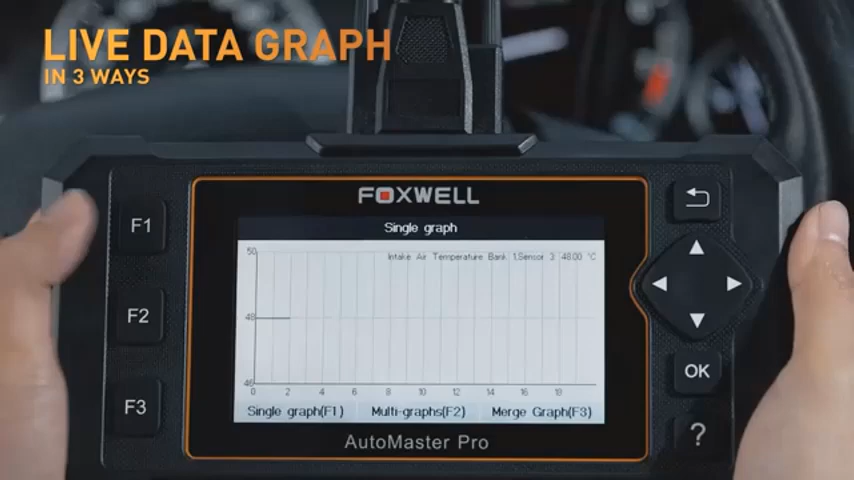 LIVE DATA GRAPH
IN 3 WAYS
FOXWELL
Single graph
50
Intake Air Temperature Bank 1,Sensor 3 48.00 °C
48
46
0 2 4 6 8 10 12 14 16 18
Single graph(F1) Multi-graphs(F2) Merge Graph(F3)
AutoMaster Pro
F1
F2
F3
OK
?